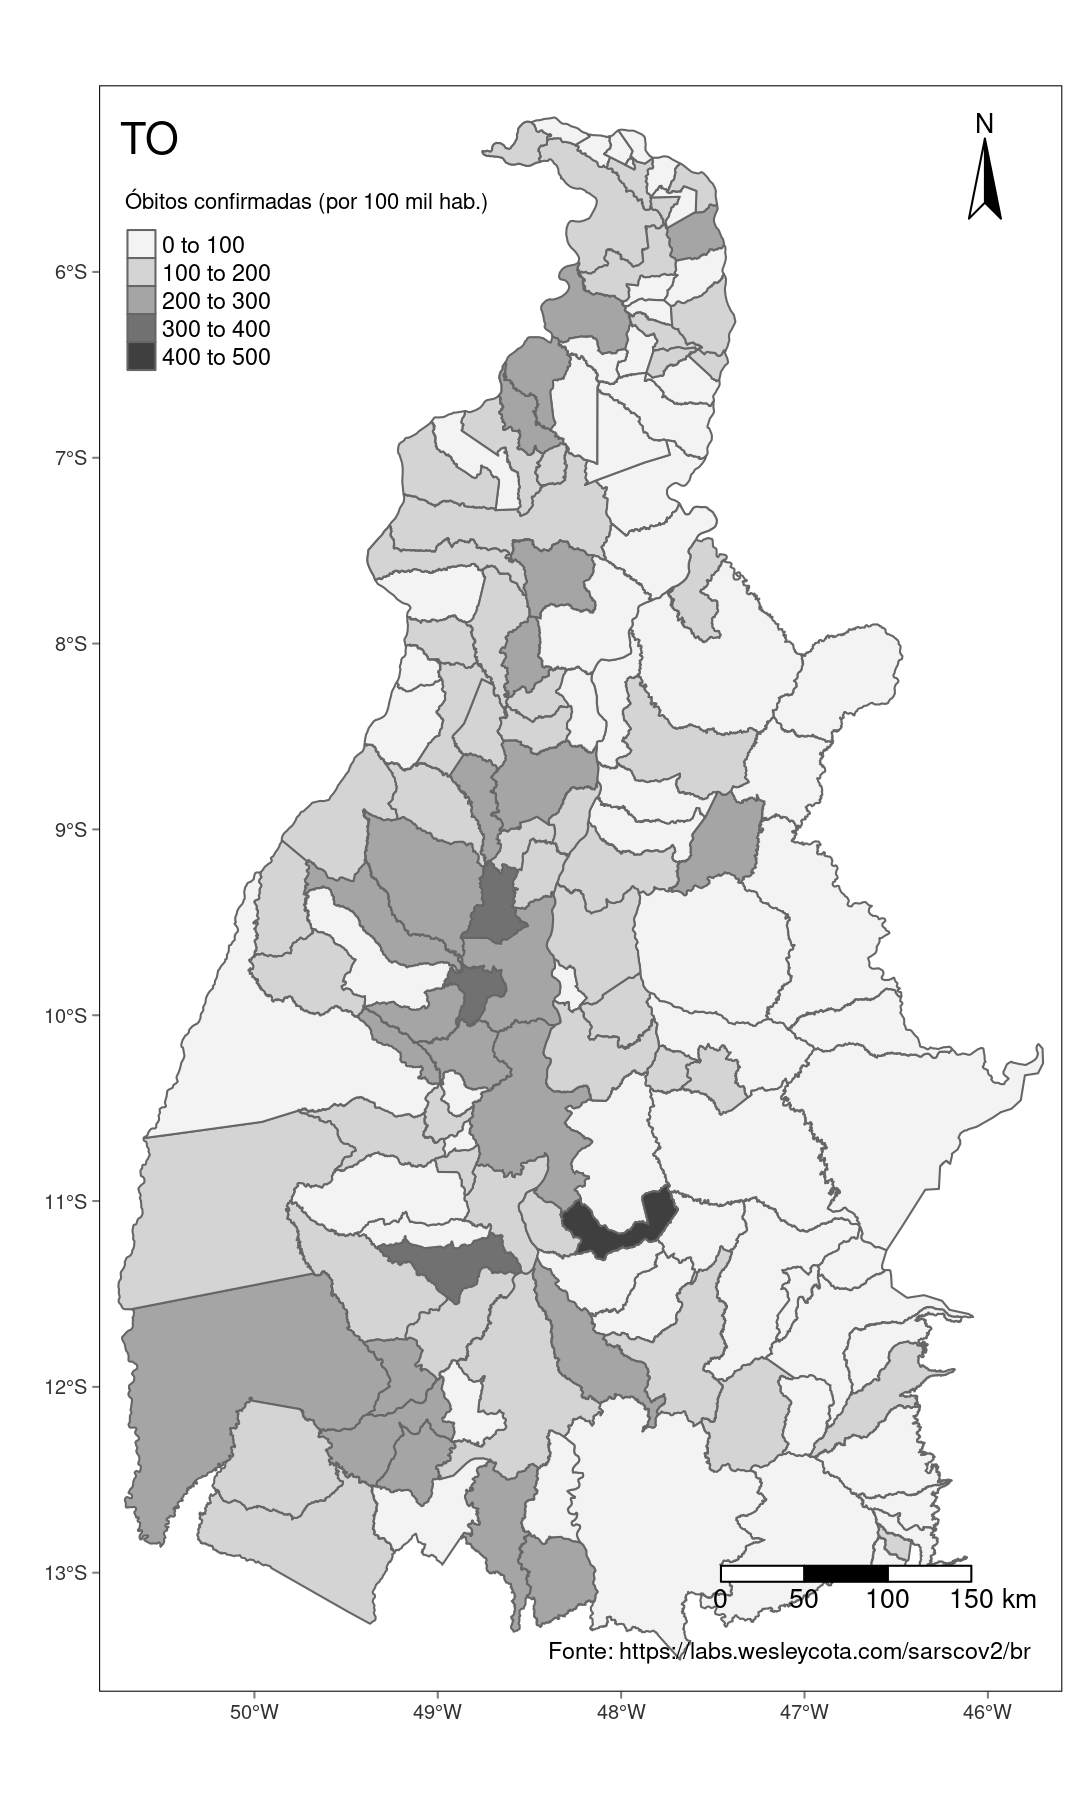 TO
N
Óbitos confirmadas (por 100 mil hab.)
0 to 100
100 to 200
200 to 300
300 to 400
400 to 500
6°S
7°S
8°S
9°S
10°S
11°S
12°S
13°S
0 50 100 150 km
Fonte: https://labs.wesleycota.com/sarscov2/br
50°W 49°W 48°W 47°W 46°W